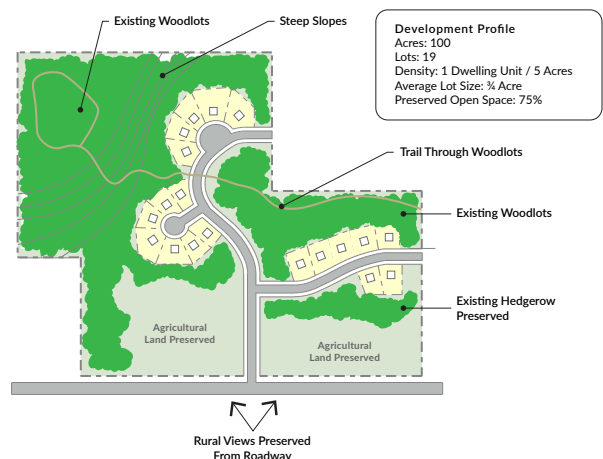 Existing Woodlots
Steep Slopes
Development Profile
Acres: 100
Lots: 19
Density: 1 Dwelling Unit / 5 Acres
Average Lot Size: ¾ Acre
Preserved Open Space: 75%
Trail Through Woodlots
Existing Woodlots
Existing Hedgerow
Preserved
Agricultural
Land Preserved
Agricultural
Land Preserved
Rural Views Preserved
From Roadway